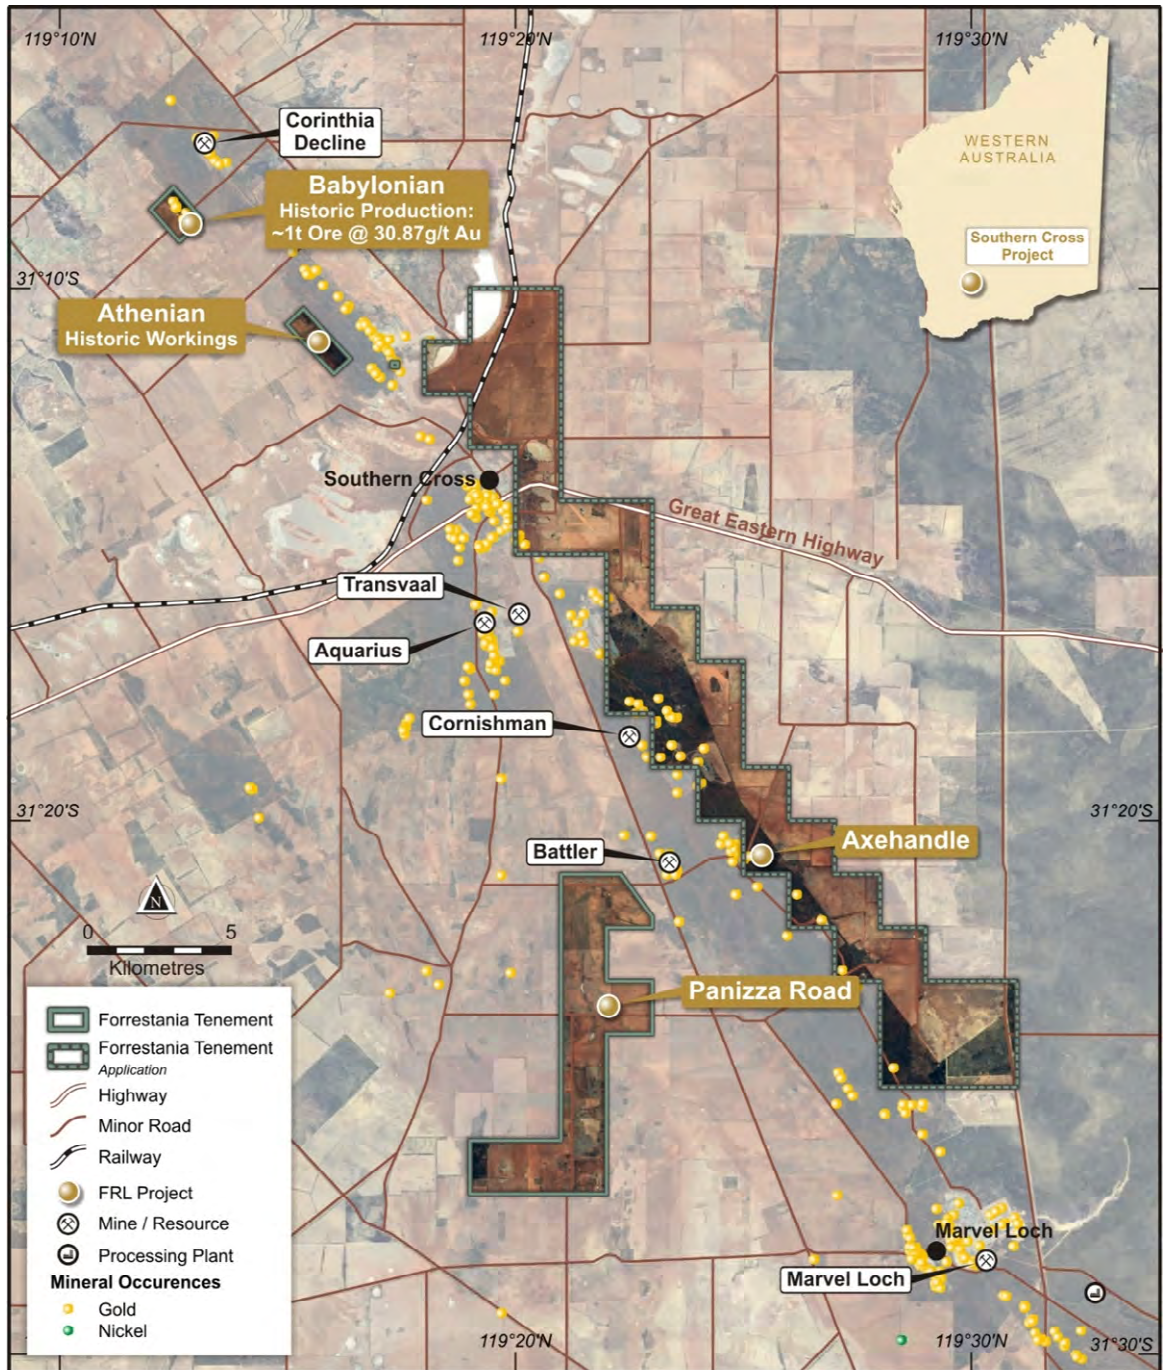 119°10'N
119°20'N
119°30'N
Corinthia
Decline
WESTERN
AUSTRALIA
Babylonian
Historic Production:
~1t Ore @ 30.87g/t Au
Southern Cross
Project
31°10'S
31°10'S
Athenian
Historic Workings
Southern Cross
Great Eastern Highway
Transvaal
Aquarius
Cornishman
31°20'S
31°20'S
Axehandle
Battler
N
0 5
Kilometres
Panizza Road
Forrestania Tenement
Forrestania Tenement
Application
Highway
Minor Road
Railway
FRL Project
Mine / Resource
Processing Plant
Mineral Occurences
Gold
Nickel
Marvel Loch
Marvel Loch
119°20'N
119°30'N
31°30'S